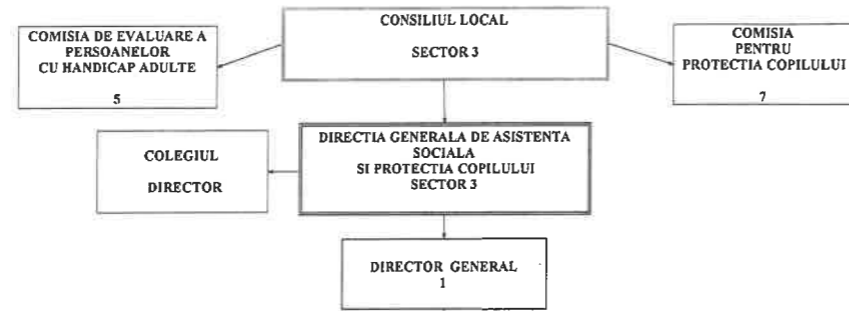 CONSILIUL LOCAL
SECTOR 3
COMISIA DE EVALUARE A
PERSOANELOR
CU HANDICAP ADULTE
5
COMISIA
PENTRU
PROTECTIA COPILULUI
7
DIRECTIA GENERALA DE ASISTENTA
SOCIALA
SI PROTECTIA COPILULUI
SECTOR 3
COLEGIUL
DIRECTOR
DIRECTOR GENERAL
1